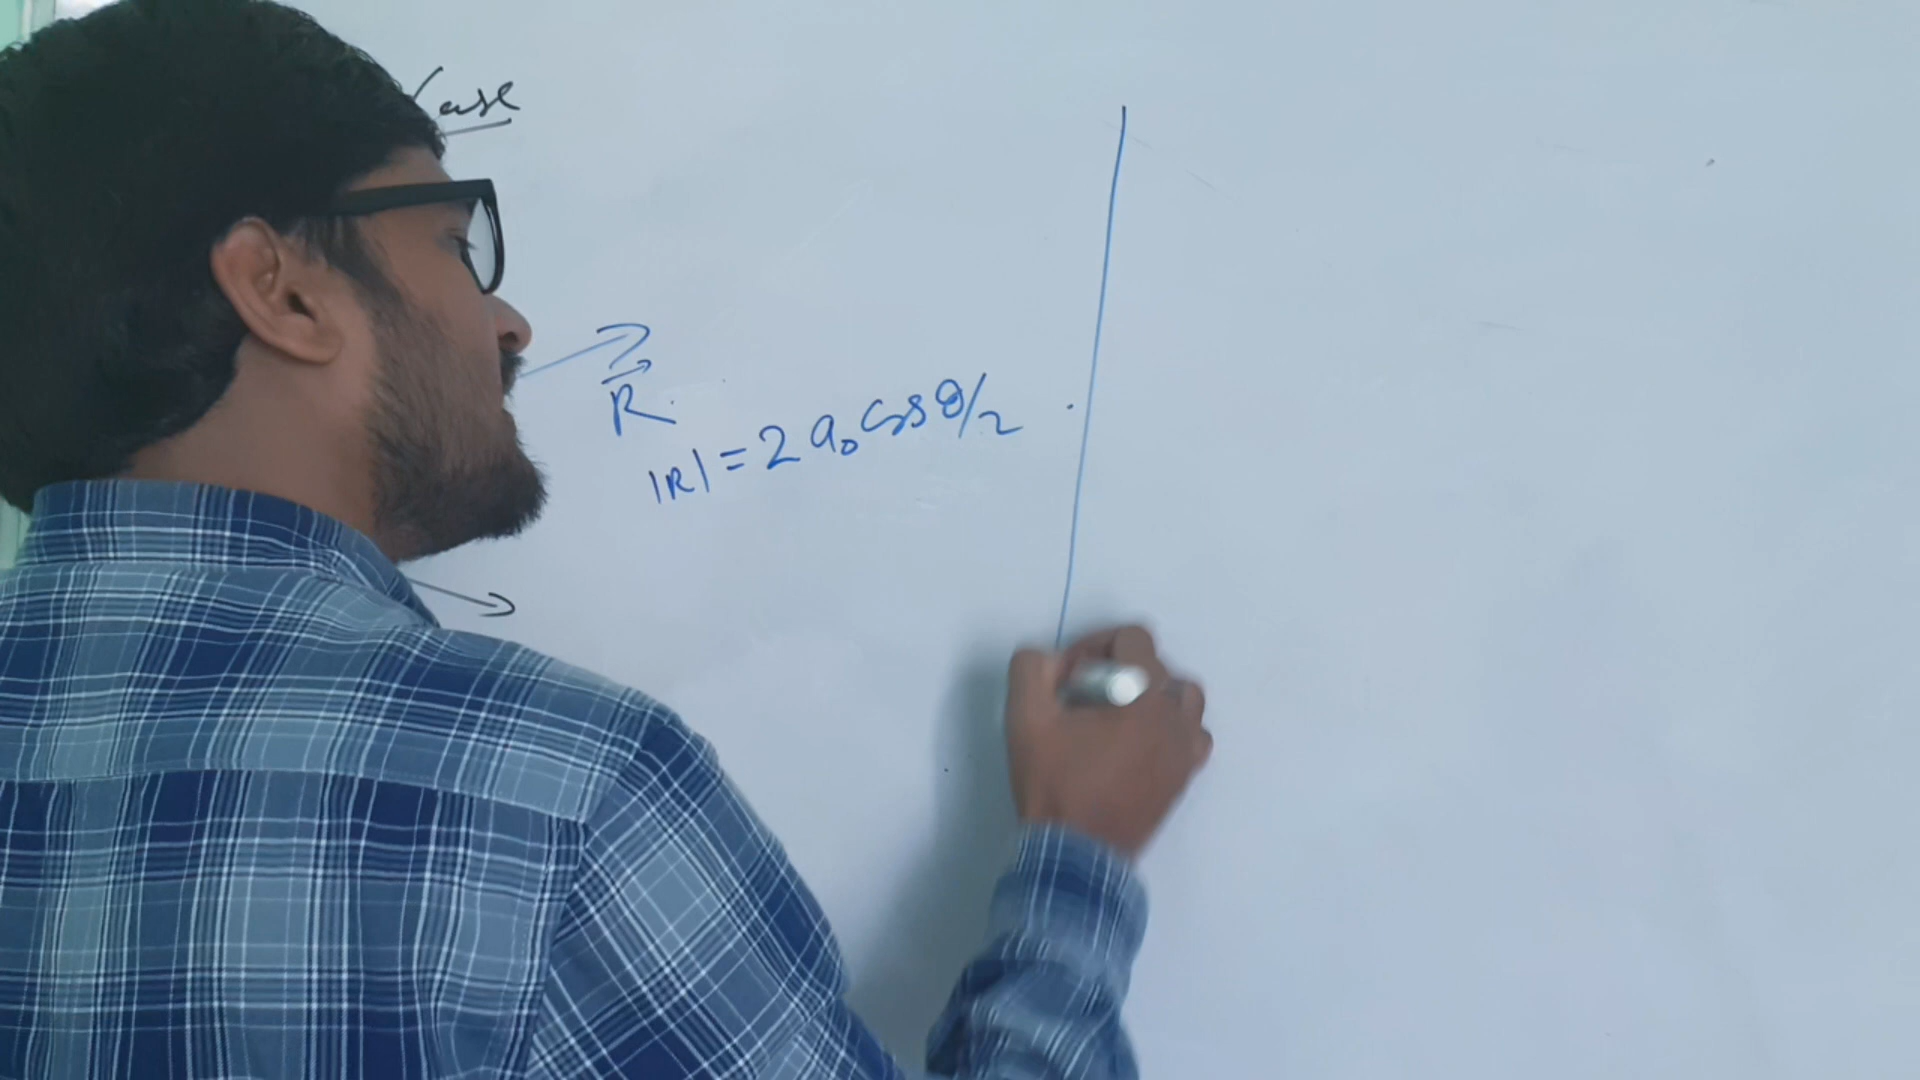 Case
R⃗
|R| = 2 a₀ Cos θ/2